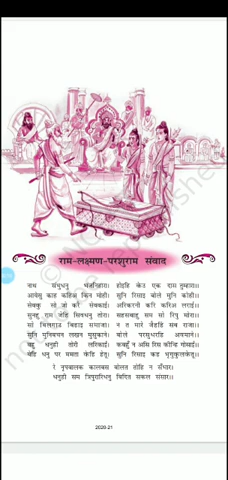 राम-लक्ष्मण-परशुराम संवाद
नाथ संभुधनु भंजनिहारा। होइहि केउ एक दास तुम्हारा।।
आयेसु काह कहिअ किन मोही। सुनि रिसाइ बोले मुनि कोही।।
सेवकु सो जो करै सेवकाई। अरिकरनी करि करिअ लराई।।
सुनहु राम जेहि सिवधनु तोरा। सहसबाहु सम सो रिपु मोरा।।
सो बिलगाउ बिहाइ समाजा। न त मारे जैहहिं सब राजा।।
सुनि मुनिबचन लखन मुसुकाने। बोले परसुधरहि अवमाने।।
बहु धनुही तोरी लरिकाईं। कबहुँ न असि रिस कीन्हि गोसाईं।।
येहि धनु पर ममता केहि हेतू। सुनि रिसाइ कह भृगुकुलकेतू।।
रे नृपबालक कालबस बोलत तोहि न सँभार।
धनुही सम त्रिपुरारिधनु बिदित सकल संसार।।
2020-21